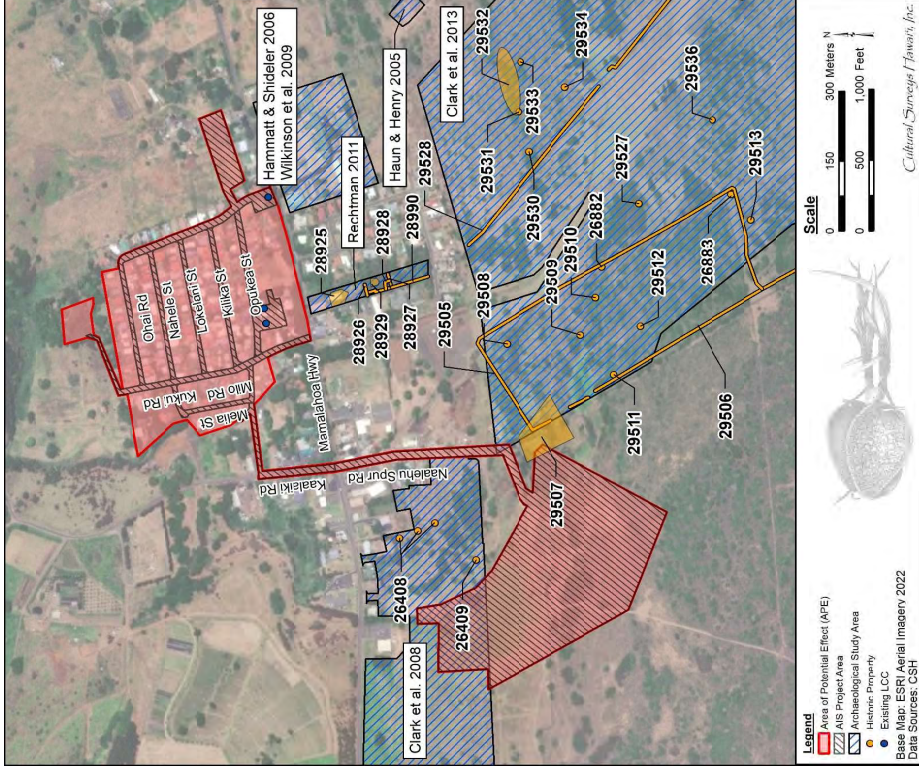 Hammatt & Shideler 2006
Wilkinson et al. 2009
Rechtman 2011
Haun & Henry 2005
Clark et al. 2013
Clark et al. 2008
Ohai Rd
Nahele St
Lokelani St
Kilika St
Opukea St
Kuku Rd
Milo Rd
Melia St
Mamalahoa Hwy
Kaalaiki Rd
Naalehu Spur Rd
28925
28926
28929
28927
28928
28990
29528
29505
29508
29531
29532
29533
29534
29530
29509
29510
26882
29527
29536
29512
26883
29513
29511
29506
29507
26408
26409
Legend
Area of Potential Effect (APE)
AIS Project Area
Archaeological Study Area
Historic Property
Existing LCC
Base Map: ESRI Aerial Imagery 2022
Data Sources: CSH
Scale
0 150 300 Meters
0 500 1,000 Feet
N
Cultural Surveys Hawai'i, Inc.